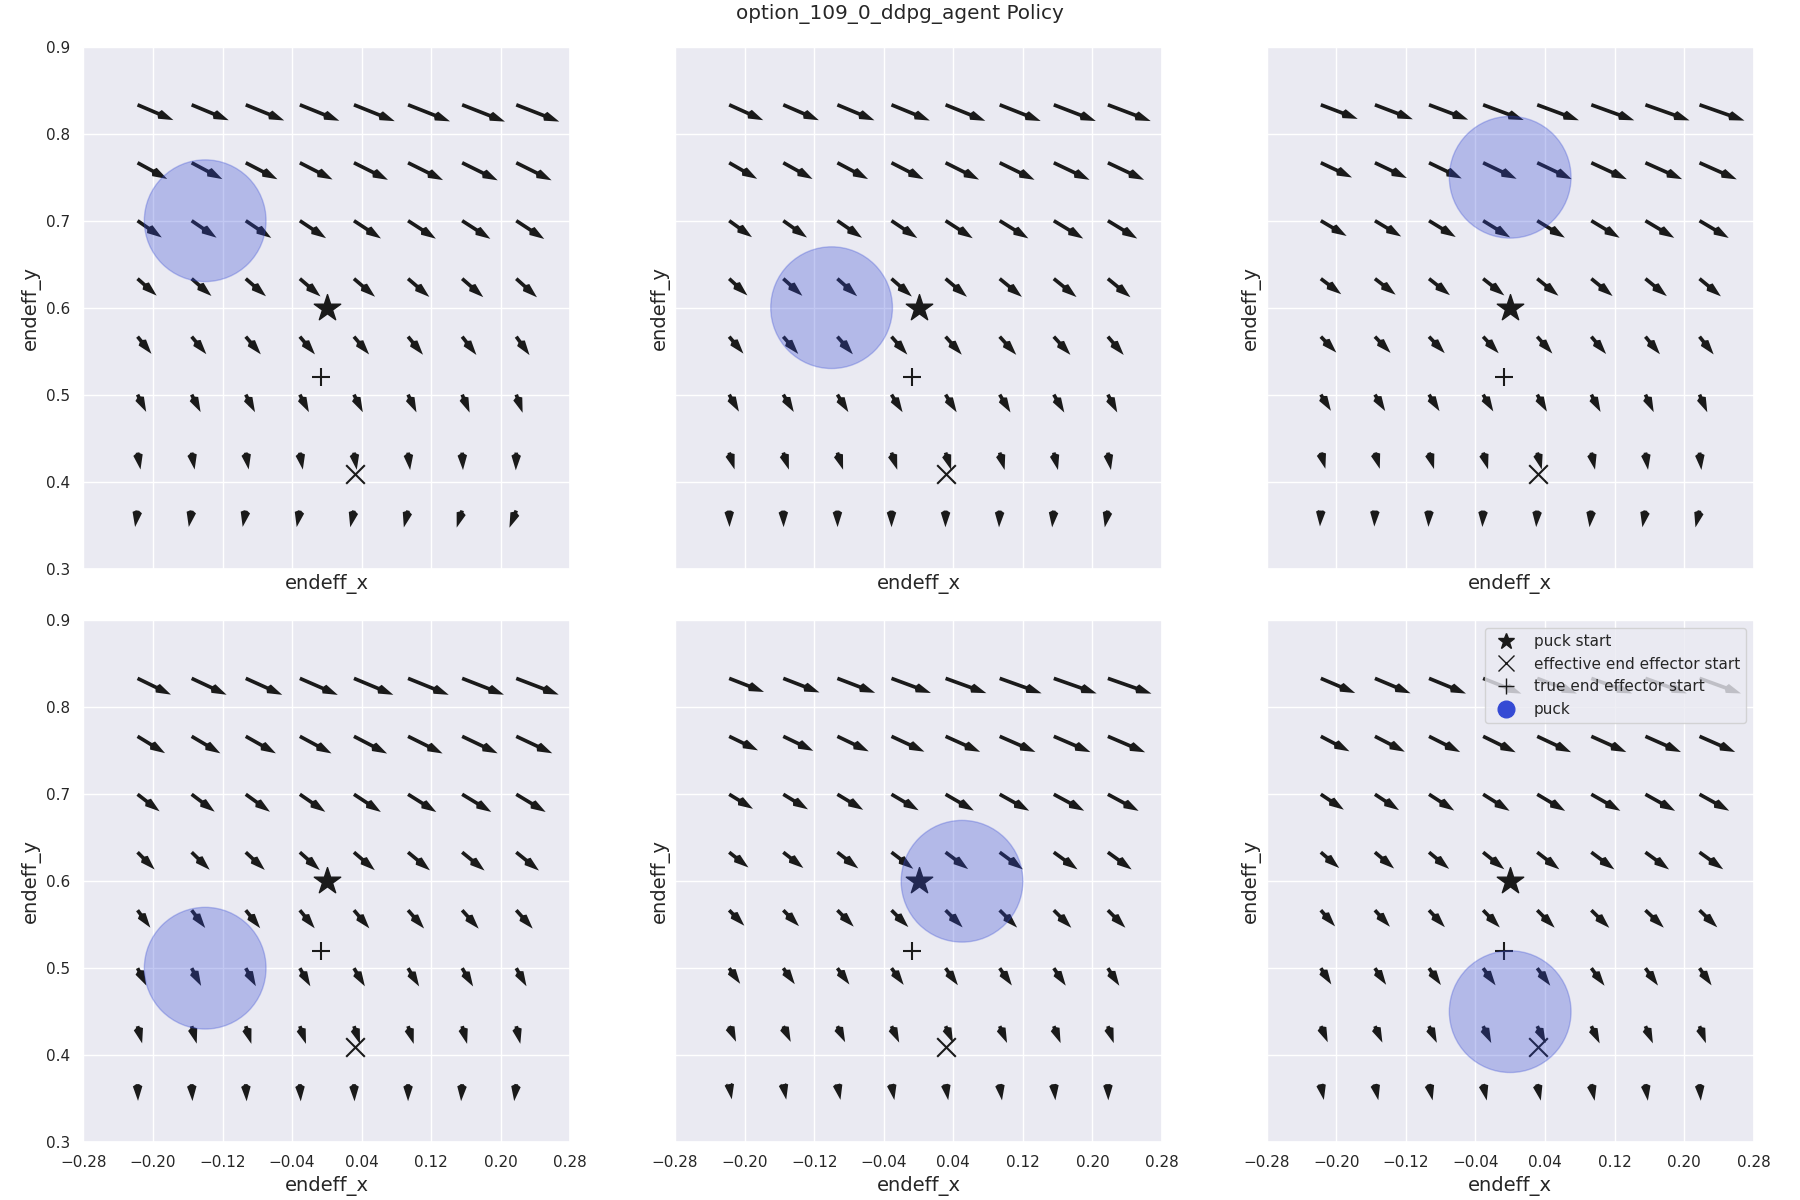 option_109_0_ddpg_agent Policy
0.9
0.8
0.7
0.6
0.5
0.4
0.3
endeff_y
endeff_x
endeff_y
endeff_x
endeff_y
endeff_x
0.9
0.8
0.7
0.6
0.5
0.4
0.3
endeff_y
−0.28 −0.20 −0.12 −0.04 0.04 0.12 0.20 0.28
endeff_x
endeff_y
−0.28 −0.20 −0.12 −0.04 0.04 0.12 0.20 0.28
endeff_x
puck start
effective end effector start
true end effector start
puck
endeff_y
−0.28 −0.20 −0.12 −0.04 0.04 0.12 0.20 0.28
endeff_x